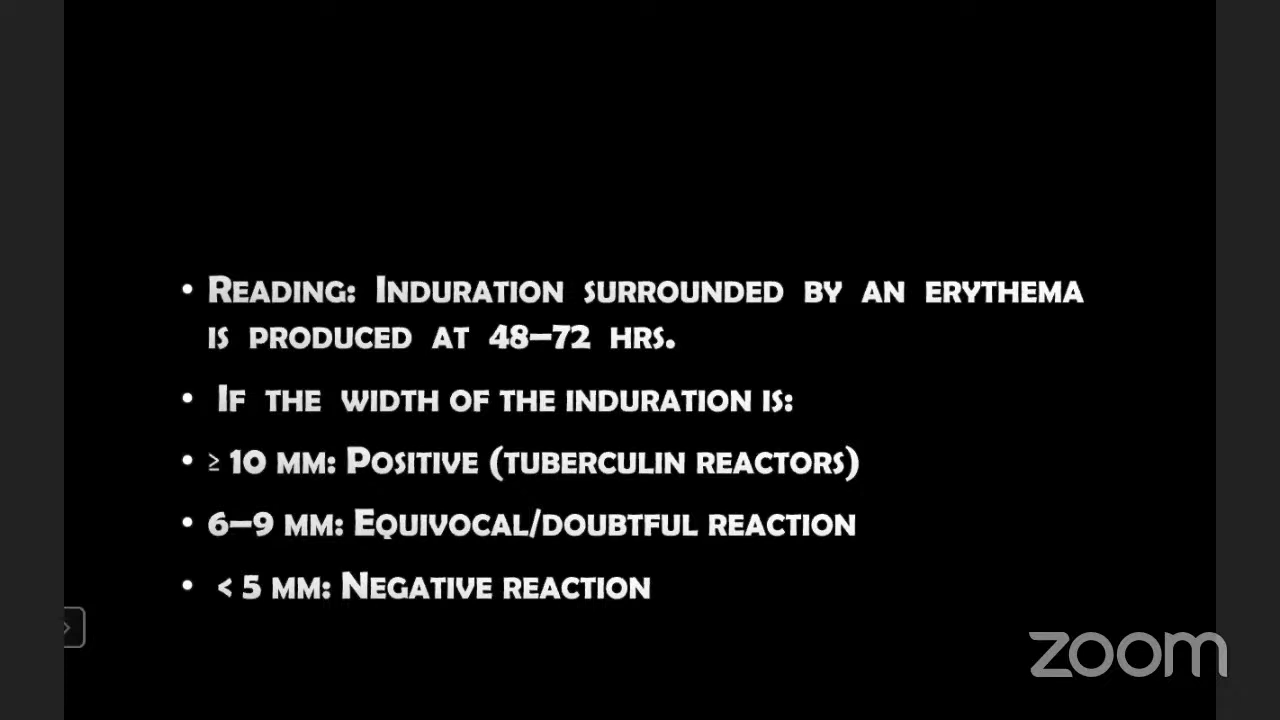 • Reading: Induration surrounded by an erythema
is produced at 48–72 hrs.
• If the width of the induration is:
• ≥ 10 mm: Positive (tuberculin reactors)
• 6–9 mm: Equivocal/doubtful reaction
• < 5 mm: Negative reaction
zoom